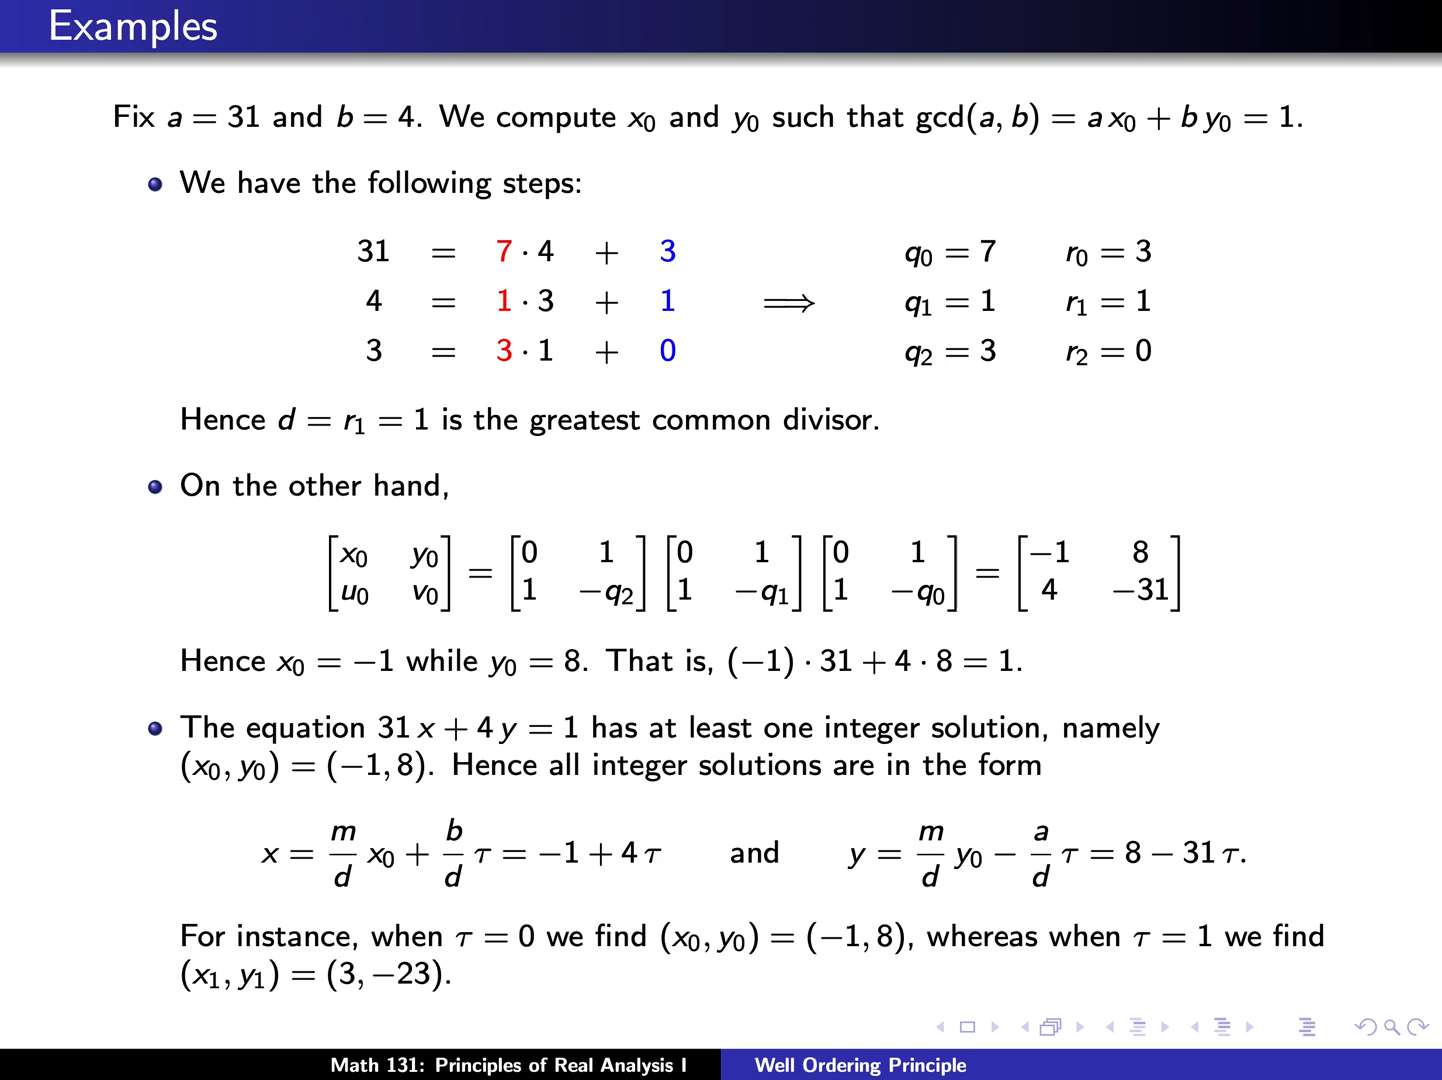 Examples
Fix a = 31 and b = 4. We compute x₀ and y₀ such that gcd(a, b) = a x₀ + b y₀ = 1.
We have the following steps:
31 = 7 · 4 + 3 q₀ = 7 r₀ = 3
4 = 1 · 3 + 1 ⟹ q₁ = 1 r₁ = 1
3 = 3 · 1 + 0 q₂ = 3 r₂ = 0
Hence d = r₁ = 1 is the greatest common divisor.
On the other hand,
[x₀ y₀; u₀ v₀] = [0 1; 1 −q₂] [0 1; 1 −q₁] [0 1; 1 −q₀] = [−1 8; 4 −31]
Hence x₀ = −1 while y₀ = 8. That is, (−1) · 31 + 4 · 8 = 1.
The equation 31 x + 4 y = 1 has at least one integer solution, namely
(x₀, y₀) = (−1, 8). Hence all integer solutions are in the form
x = m/d x₀ + b/d τ = −1 + 4 τ and y = m/d y₀ − a/d τ = 8 − 31 τ.
For instance, when τ = 0 we find (x₀, y₀) = (−1, 8), whereas when τ = 1 we find
(x₁, y₁) = (3, −23).
Math 131: Principles of Real Analysis I Well Ordering Principle